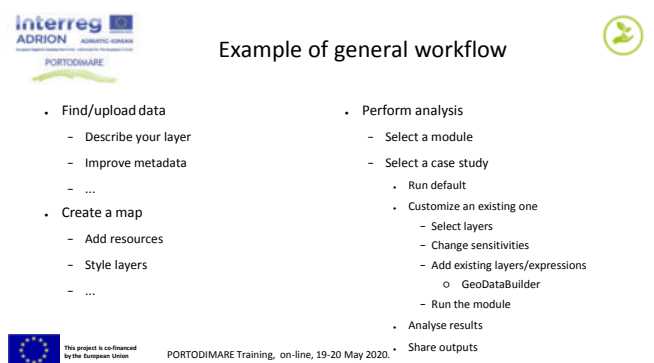 Interreg
ADRION ADRIATIC-IONIAN
PORTODIMARE
Example of general workflow
• Find/upload data
– Describe your layer
– Improve metadata
– ...
• Create a map
– Add resources
– Style layers
– ...
• Perform analysis
– Select a module
– Select a case study
• Run default
• Customize an existing one
– Select layers
– Change sensitivities
– Add existing layers/expressions
o GeoDataBuilder
– Run the module
• Analyse results
• Share outputs
This project is co-financed
by the European Union
PORTODIMARE Training, on-line, 19-20 May 2020.